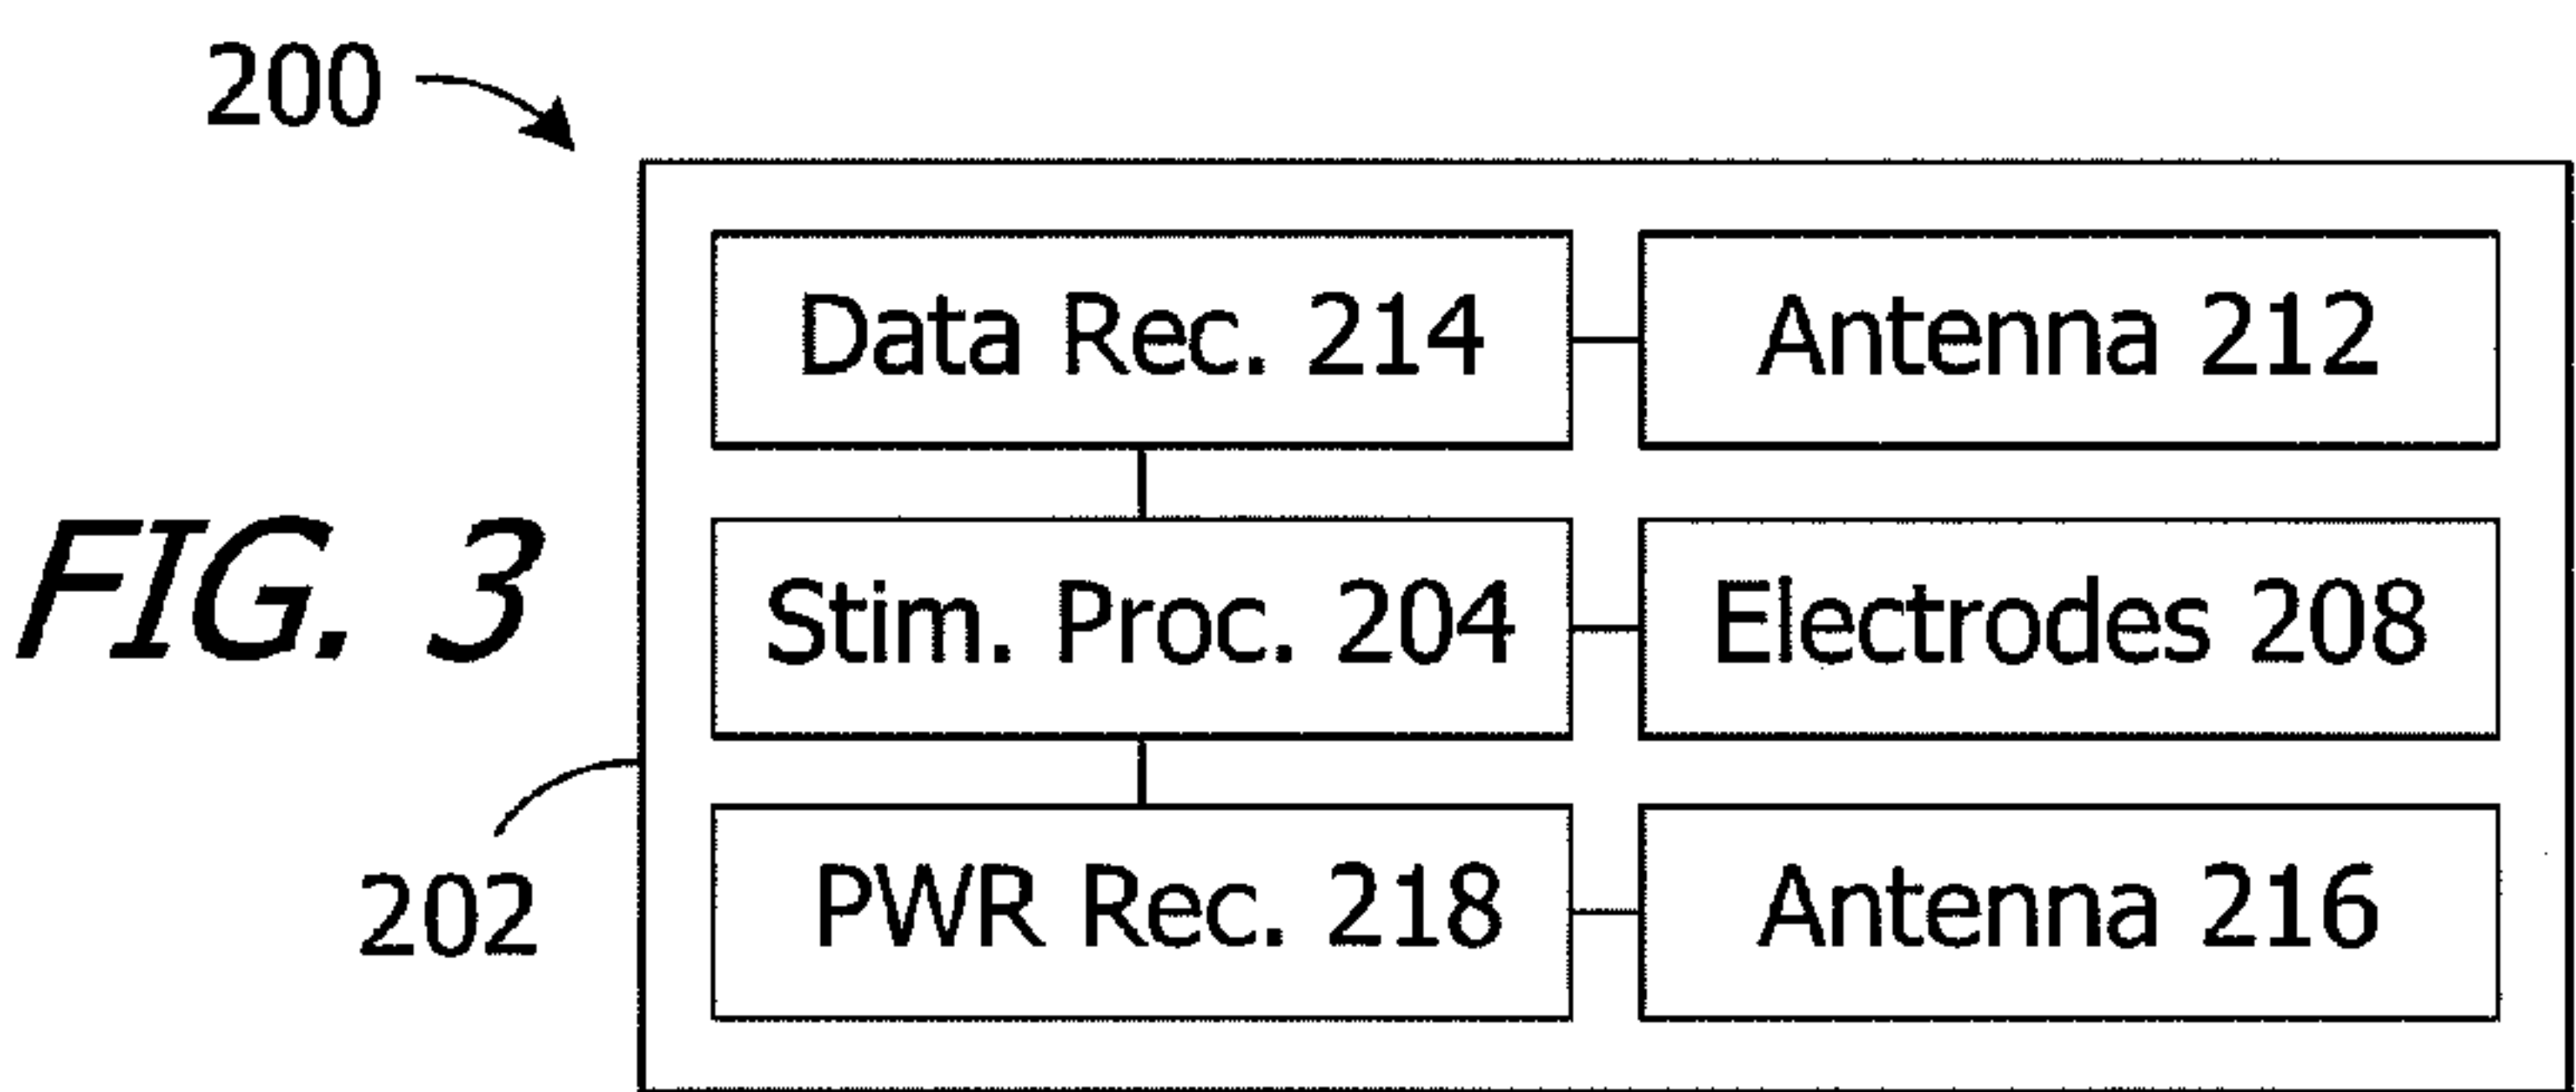 200
Data Rec. 214
Antenna 212
FIG. 3
Stim. Proc. 204
Electrodes 208
202
PWR Rec. 218
Antenna 216